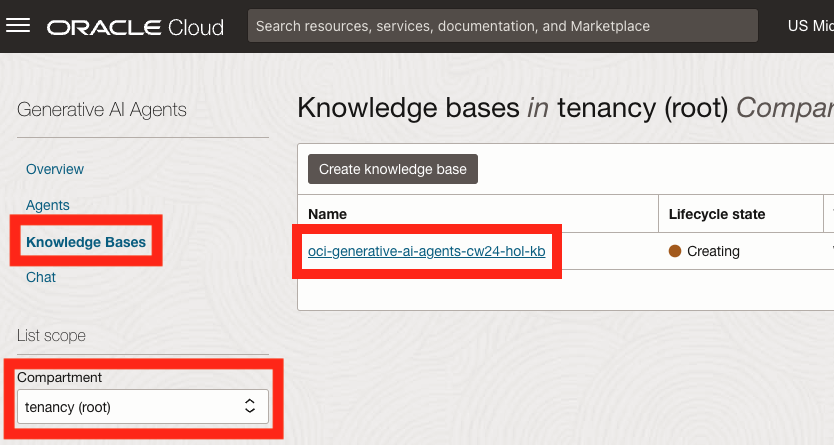 ORACLE Cloud
Search resources, services, documentation, and Marketplace
US
Generative AI Agents
Overview
Agents
Knowledge Bases
Chat
List scope
Compartment
tenancy (root)
Knowledge bases in tenancy (root)
Create knowledge base
Name
Lifecycle state
oci-generative-ai-agents-cw24-hol-kb
Creating